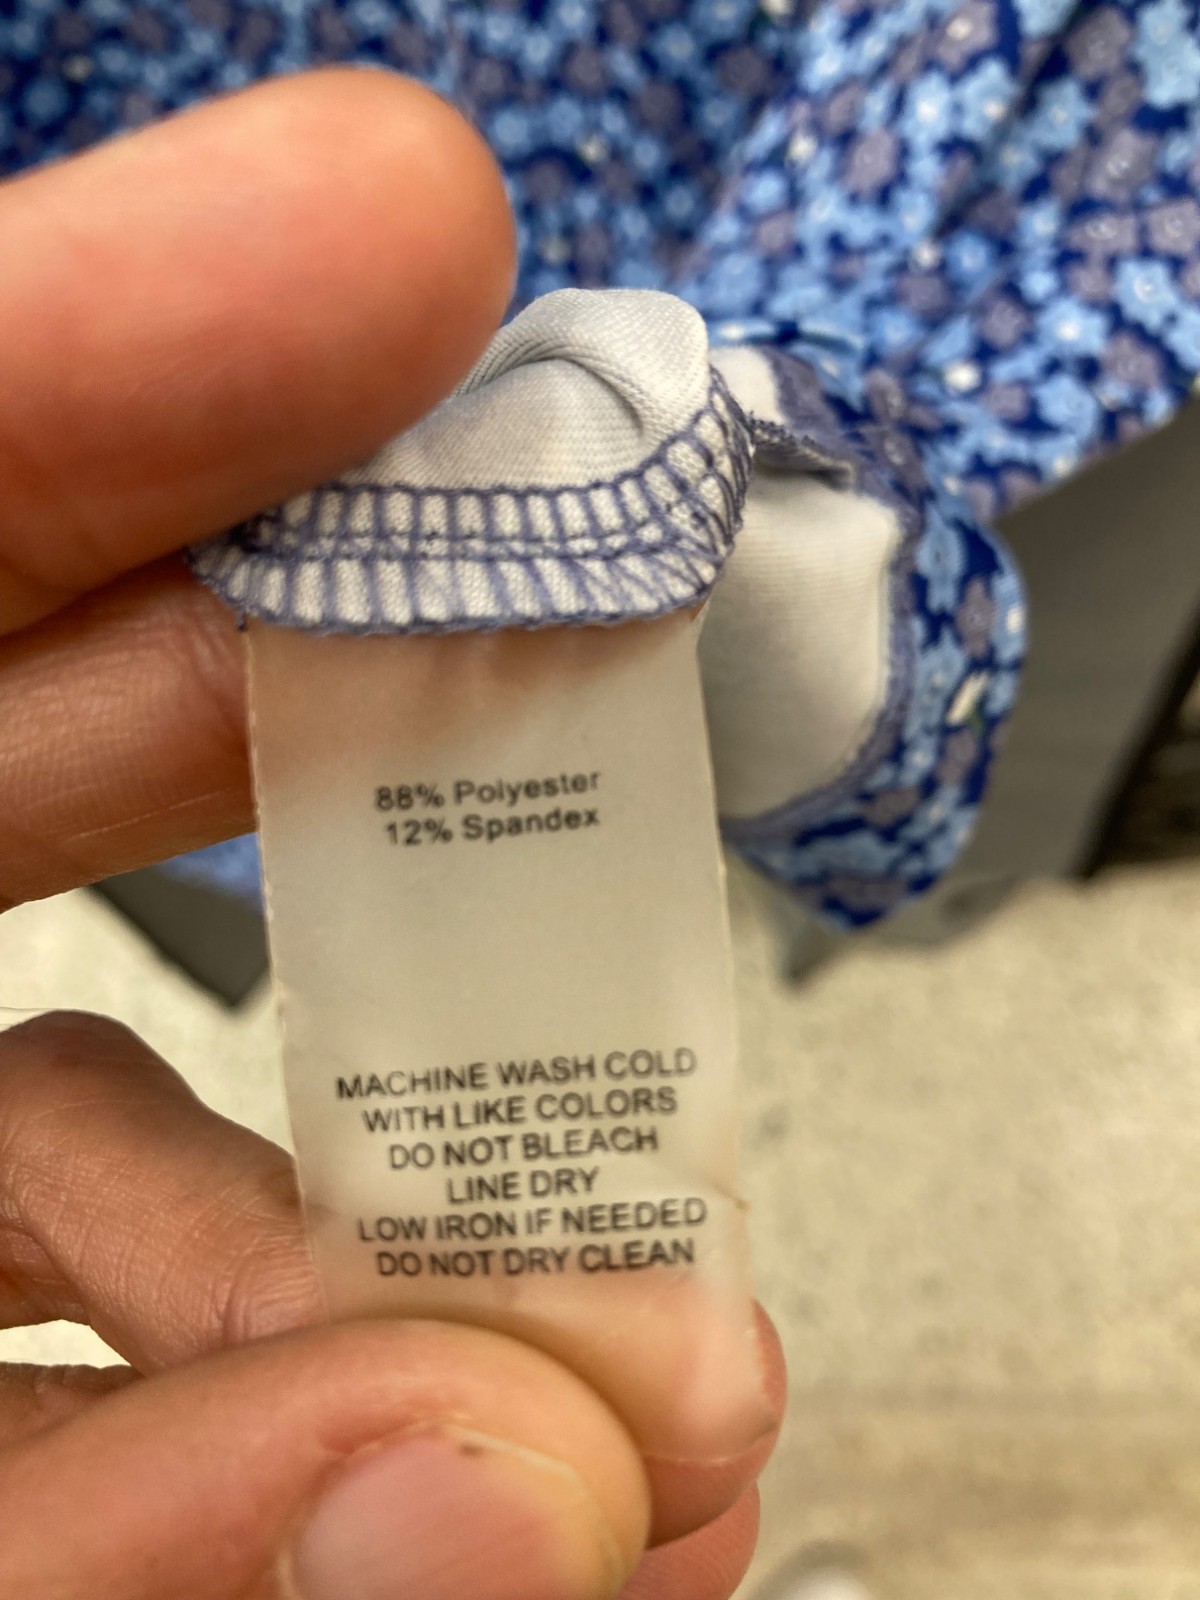 88% Polyester
12% Spandex
MACHINE WASH COLD
WITH LIKE COLORS
DO NOT BLEACH
LINE DRY
LOW IRON IF NEEDED
DO NOT DRY CLEAN